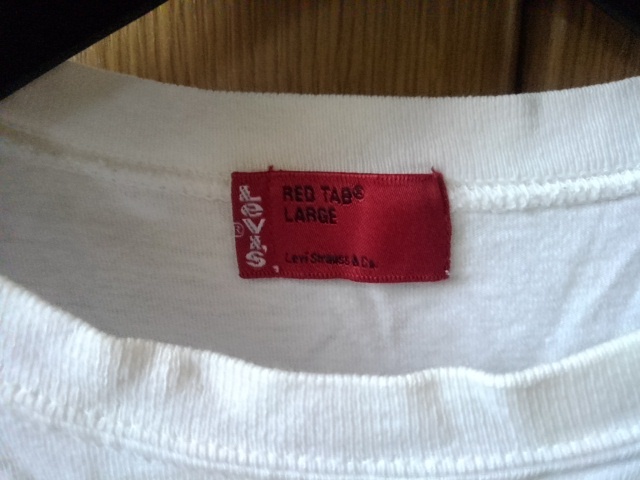 LEVI'S
®
RED TAB®
LARGE
Levi Strauss & Co.